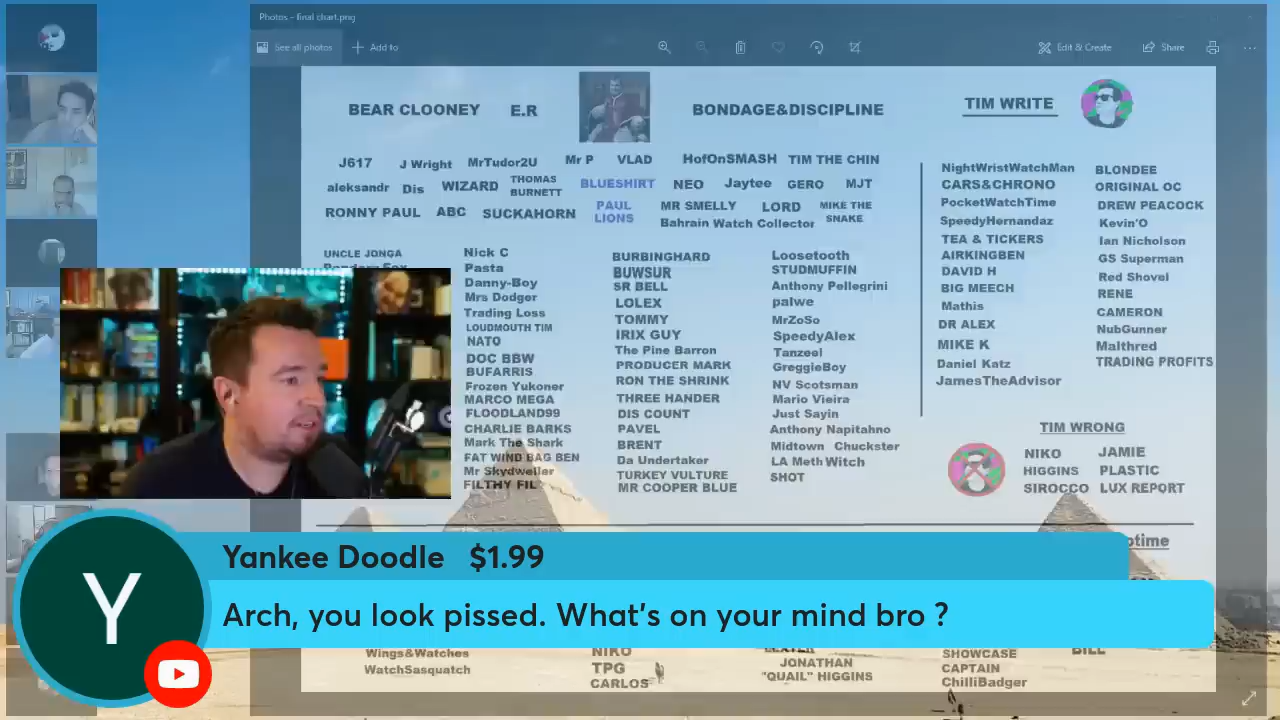 Photos - final chart.png
See all photos
Add to
Edit & Create
Share
BEAR CLOONEY
E.R
BONDAGE&DISCIPLINE
TIM WRITE
J617
J Wright
MrTudor2U
Mr P
VLAD
HofOnSMASH
TIM THE CHIN
aleksandr
Dis
WIZARD
THOMAS
BURNETT
BLUESHIRT
NEO
Jaytee
GERO
MJT
RONNY PAUL
ABC
SUCKAHORN
PAUL
LIONS
MR SMELLY
LORD
MIKE THE
SNAKE
Bahrain Watch Collector
UNCLE JONGA
Nick C
Pasta
Danny-Boy
Mrs Dodger
Trading Loss
LOUDMOUTH TIM
NATO
DOC BBW
BUFARRIS
Frozen Yukoner
MARCO MEGA
FLOODLAND99
CHARLIE BARKS
Mark The Shark
FAT WIND BAG BEN
Mr Skydweller
FILTHY FIL
BURBINGHARD
BUWSUR
SR BELL
LOLEX
TOMMY
IRIX GUY
The Pine Barron
PRODUCER MARK
RON THE SHRINK
THREE HANDER
DIS COUNT
PAVEL
BRENT
Da Undertaker
TURKEY VULTURE
MR COOPER BLUE
Loosetooth
STUDMUFFIN
Anthony Pellegrini
palwe
MrZoSo
SpeedyAlex
Tanzeel
GreggieBoy
NV Scotsman
Mario Vieira
Just Sayin
Anthony Napitahno
Midtown Chuckster
LA Meth Witch
SHOT
NightWristWatchMan
CARS&CHRONO
PocketWatchTime
SpeedyHernandaz
TEA & TICKERS
AIRKINGBEN
DAVID H
BIG MEECH
Mathis
DR ALEX
MIKE K
Daniel Katz
JamesTheAdvisor
BLONDEE
ORIGINAL OC
DREW PEACOCK
Kevin'O
Ian Nicholson
GS Superman
Red Shovel
RENE
CAMERON
NubGunner
Malthred
TRADING PROFITS
TIM WRONG
NIKO
HIGGINS
SIROCCO
JAMIE
PLASTIC
LUX REPORT
Yankee Doodle $1.99
Y
Arch, you look pissed. What's on your mind bro ?
Wings&Watches
WatchSasquatch
NIKO
TPG
CARLOS
JONATHAN
"QUAIL" HIGGINS
SHOWCASE
CAPTAIN
ChilliBadger
BILL